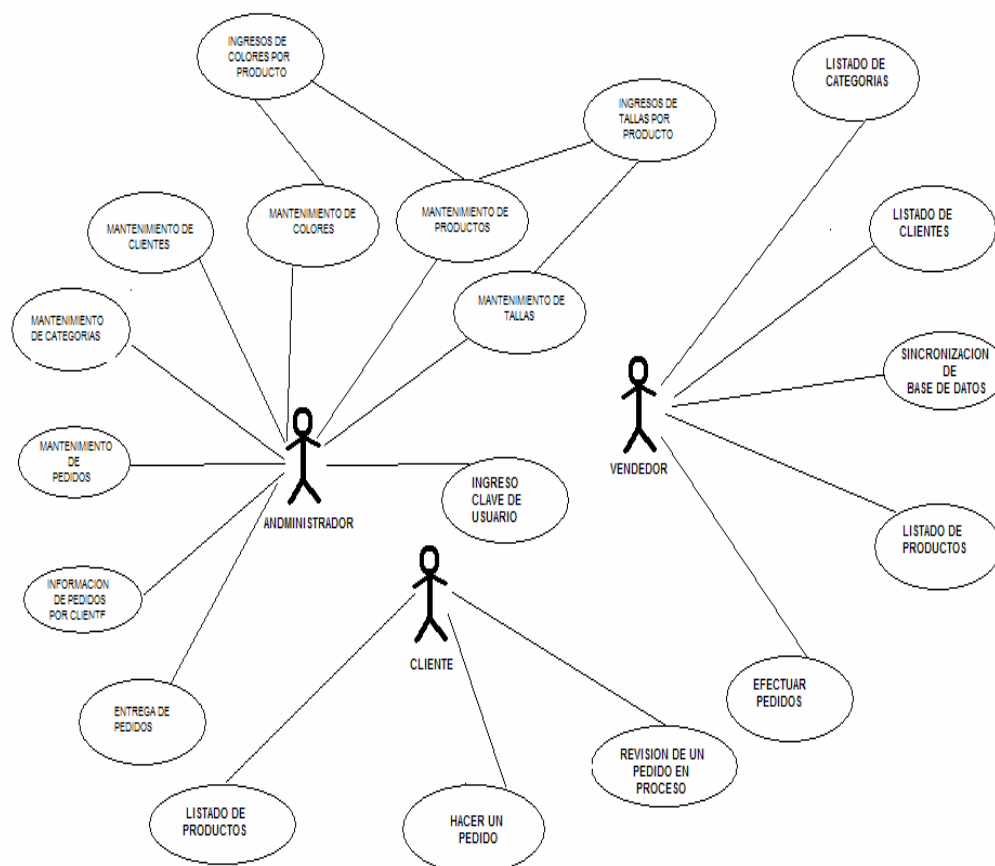 INGRESOS DE
COLORES POR
PRODUCTO
LISTADO DE
CATEGORIAS
INGRESOS DE
TALLAS POR
PRODUCTO
MANTENIMIENTO DE
CLIENTES
MANTENIMIENTO DE
COLORES
MANTENIMIENTO DE
PRODUCTOS
LISTADO DE
CLIENTES
MANTENIMIENTO
DE CATEGORIAS
MANTENIMIENTO DE
TALLAS
SINCRONIZACION
DE
BASE DE DATOS
MANTENIMIENTO
DE
PEDIDOS
ANDMINISTRADOR
INGRESO
CLAVE DE
USUARIO
VENDEDOR
LISTADO DE
PRODUCTOS
INFORMACION
DE PEDIDOS
POR CLIENTE
CLIENTE
ENTREGA DE
PEDIDOS
EFECTUAR
PEDIDOS
REVISION DE UN
PEDIDO EN
PROCESO
LISTADO DE
PRODUCTOS
HACER UN
PEDIDO